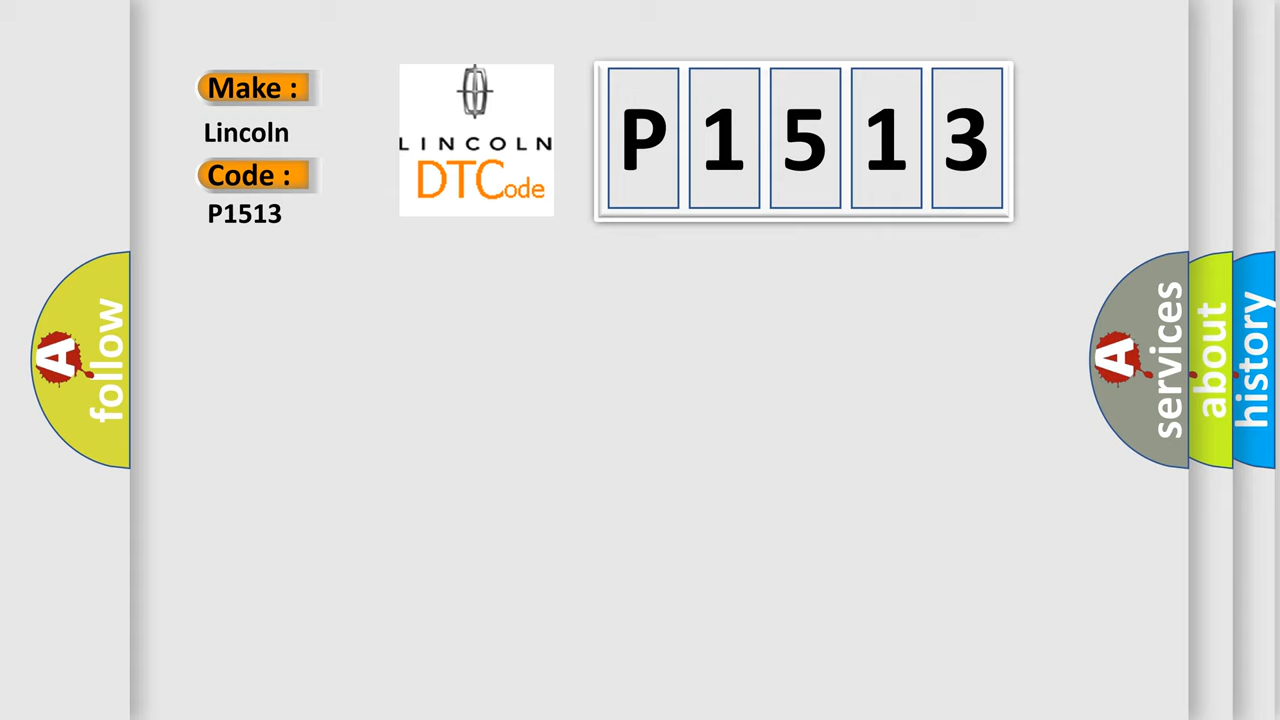 Make :
Lincoln
Code :
P1513
LINCOLN
DTCode
P 1 5 1 3
A follow
A services
about
history